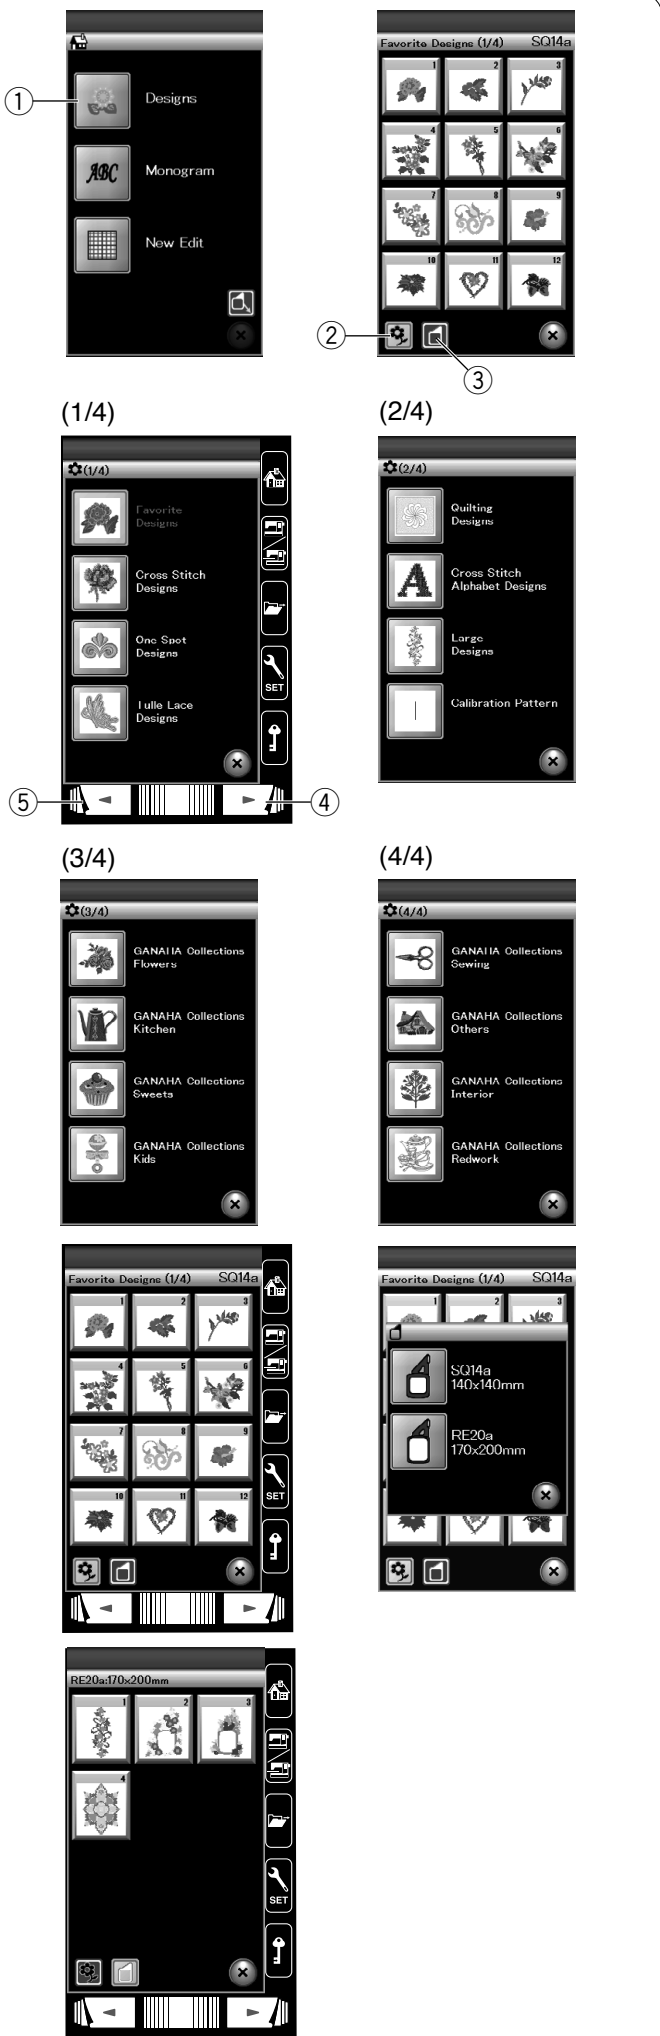 ①
Designs
ABC
Monogram
New Edit
Favorite Designs (1/4) SQ14a
1 2 3
4 5 6
7 8 9
10 11 12
②
③
(1/4)
(1/4)
Favorite
Designs
Cross Stitch
Designs
One Spot
Designs
Tulle Lace
Designs
SET
⑤
④
(2/4)
(2/4)
Quilting
Designs
A
Cross Stitch
Alphabet Designs
Large
Designs
Calibration Pattern
(3/4)
(3/4)
GANAHA Collections
Flowers
GANAHA Collections
Kitchen
GANAHA Collections
Sweets
GANAHA Collections
Kids
(4/4)
(4/4)
GANAHA Collections
Sewing
GANAHA Collections
Others
GANAHA Collections
Interior
GANAHA Collections
Redwork
Favorite Designs (1/4) SQ14a
1 2 3
4 5 6
7 8 9
10 11 12
SET
Favorite Designs (1/4) SQ14a
1 2 3
SQ14a
140x140mm
RE20a
170x200mm
RE20a:170x200mm
1 2 3
4
SET